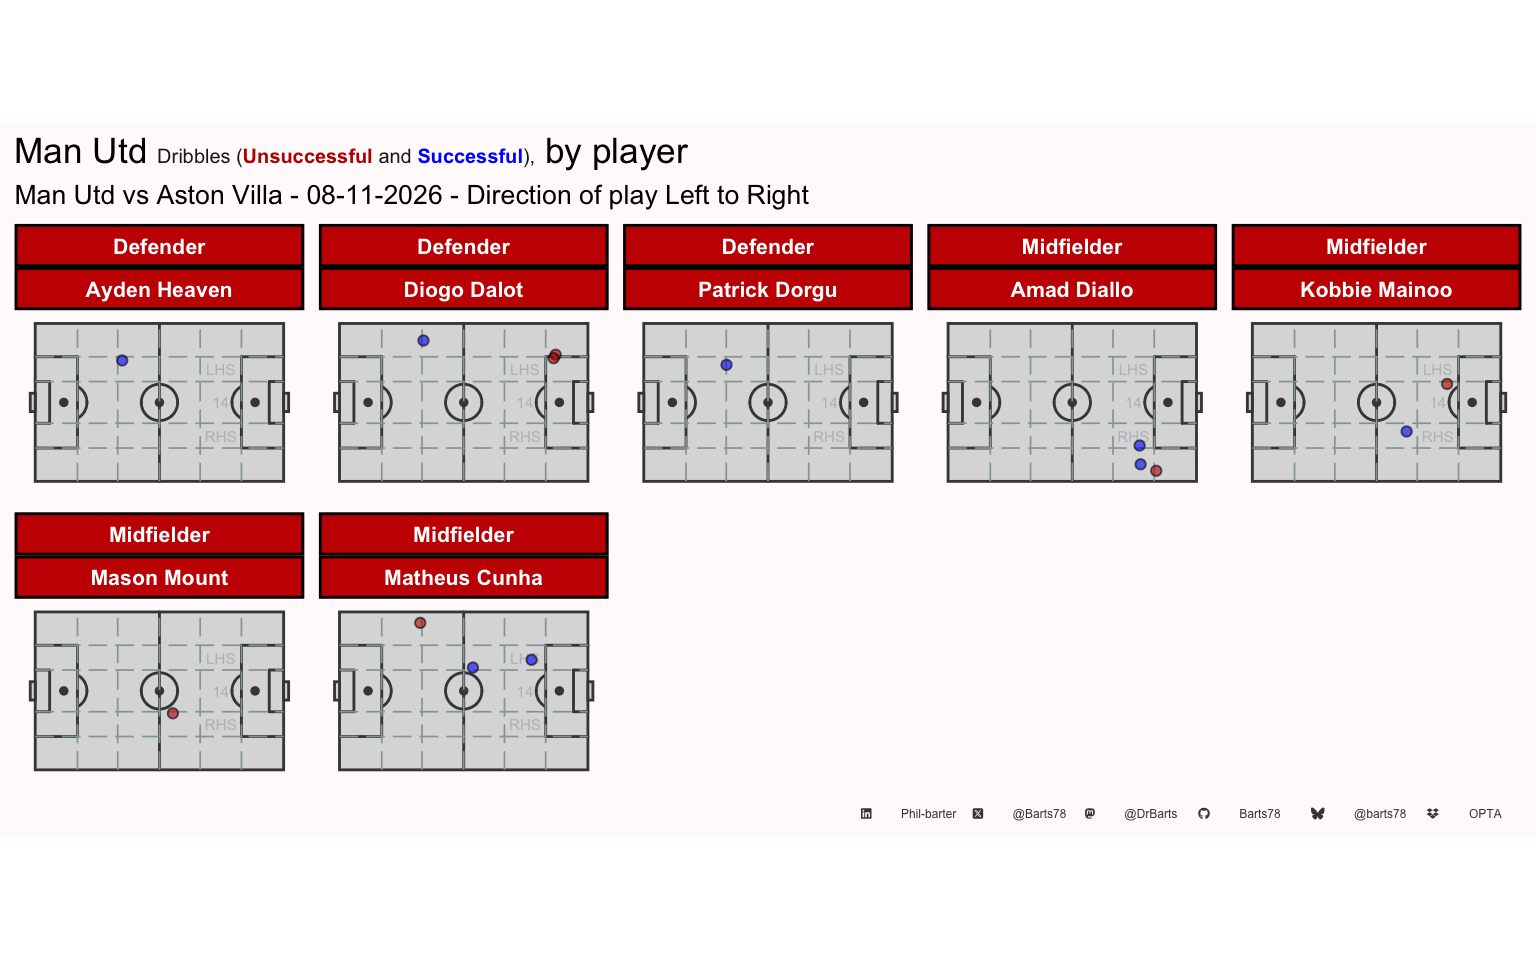 Man Utd Dribbles (Unsuccessful and Successful), by player
Man Utd vs Aston Villa - 08-11-2026 - Direction of play Left to Right
Defender
Ayden Heaven
LHS
14
RHS
Defender
Diogo Dalot
LHS
14
RHS
Defender
Patrick Dorgu
LHS
14
RHS
Midfielder
Amad Diallo
LHS
14
RHS
Midfielder
Kobbie Mainoo
LHS
14
RHS
Midfielder
Mason Mount
LHS
14
RHS
Midfielder
Matheus Cunha
LHS
14
RHS
Phil-barter @Barts78 @DrBarts Barts78 @barts78 OPTA